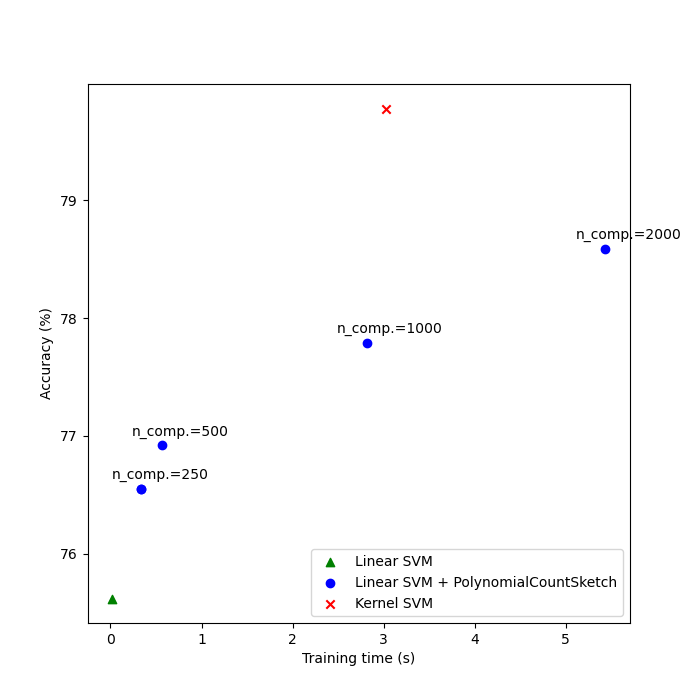 79
78
77
76
Accuracy (%)
n_comp.=2000
n_comp.=1000
n_comp.=500
n_comp.=250
Linear SVM
Linear SVM + PolynomialCountSketch
Kernel SVM
0 1 2 3 4 5
Training time (s)